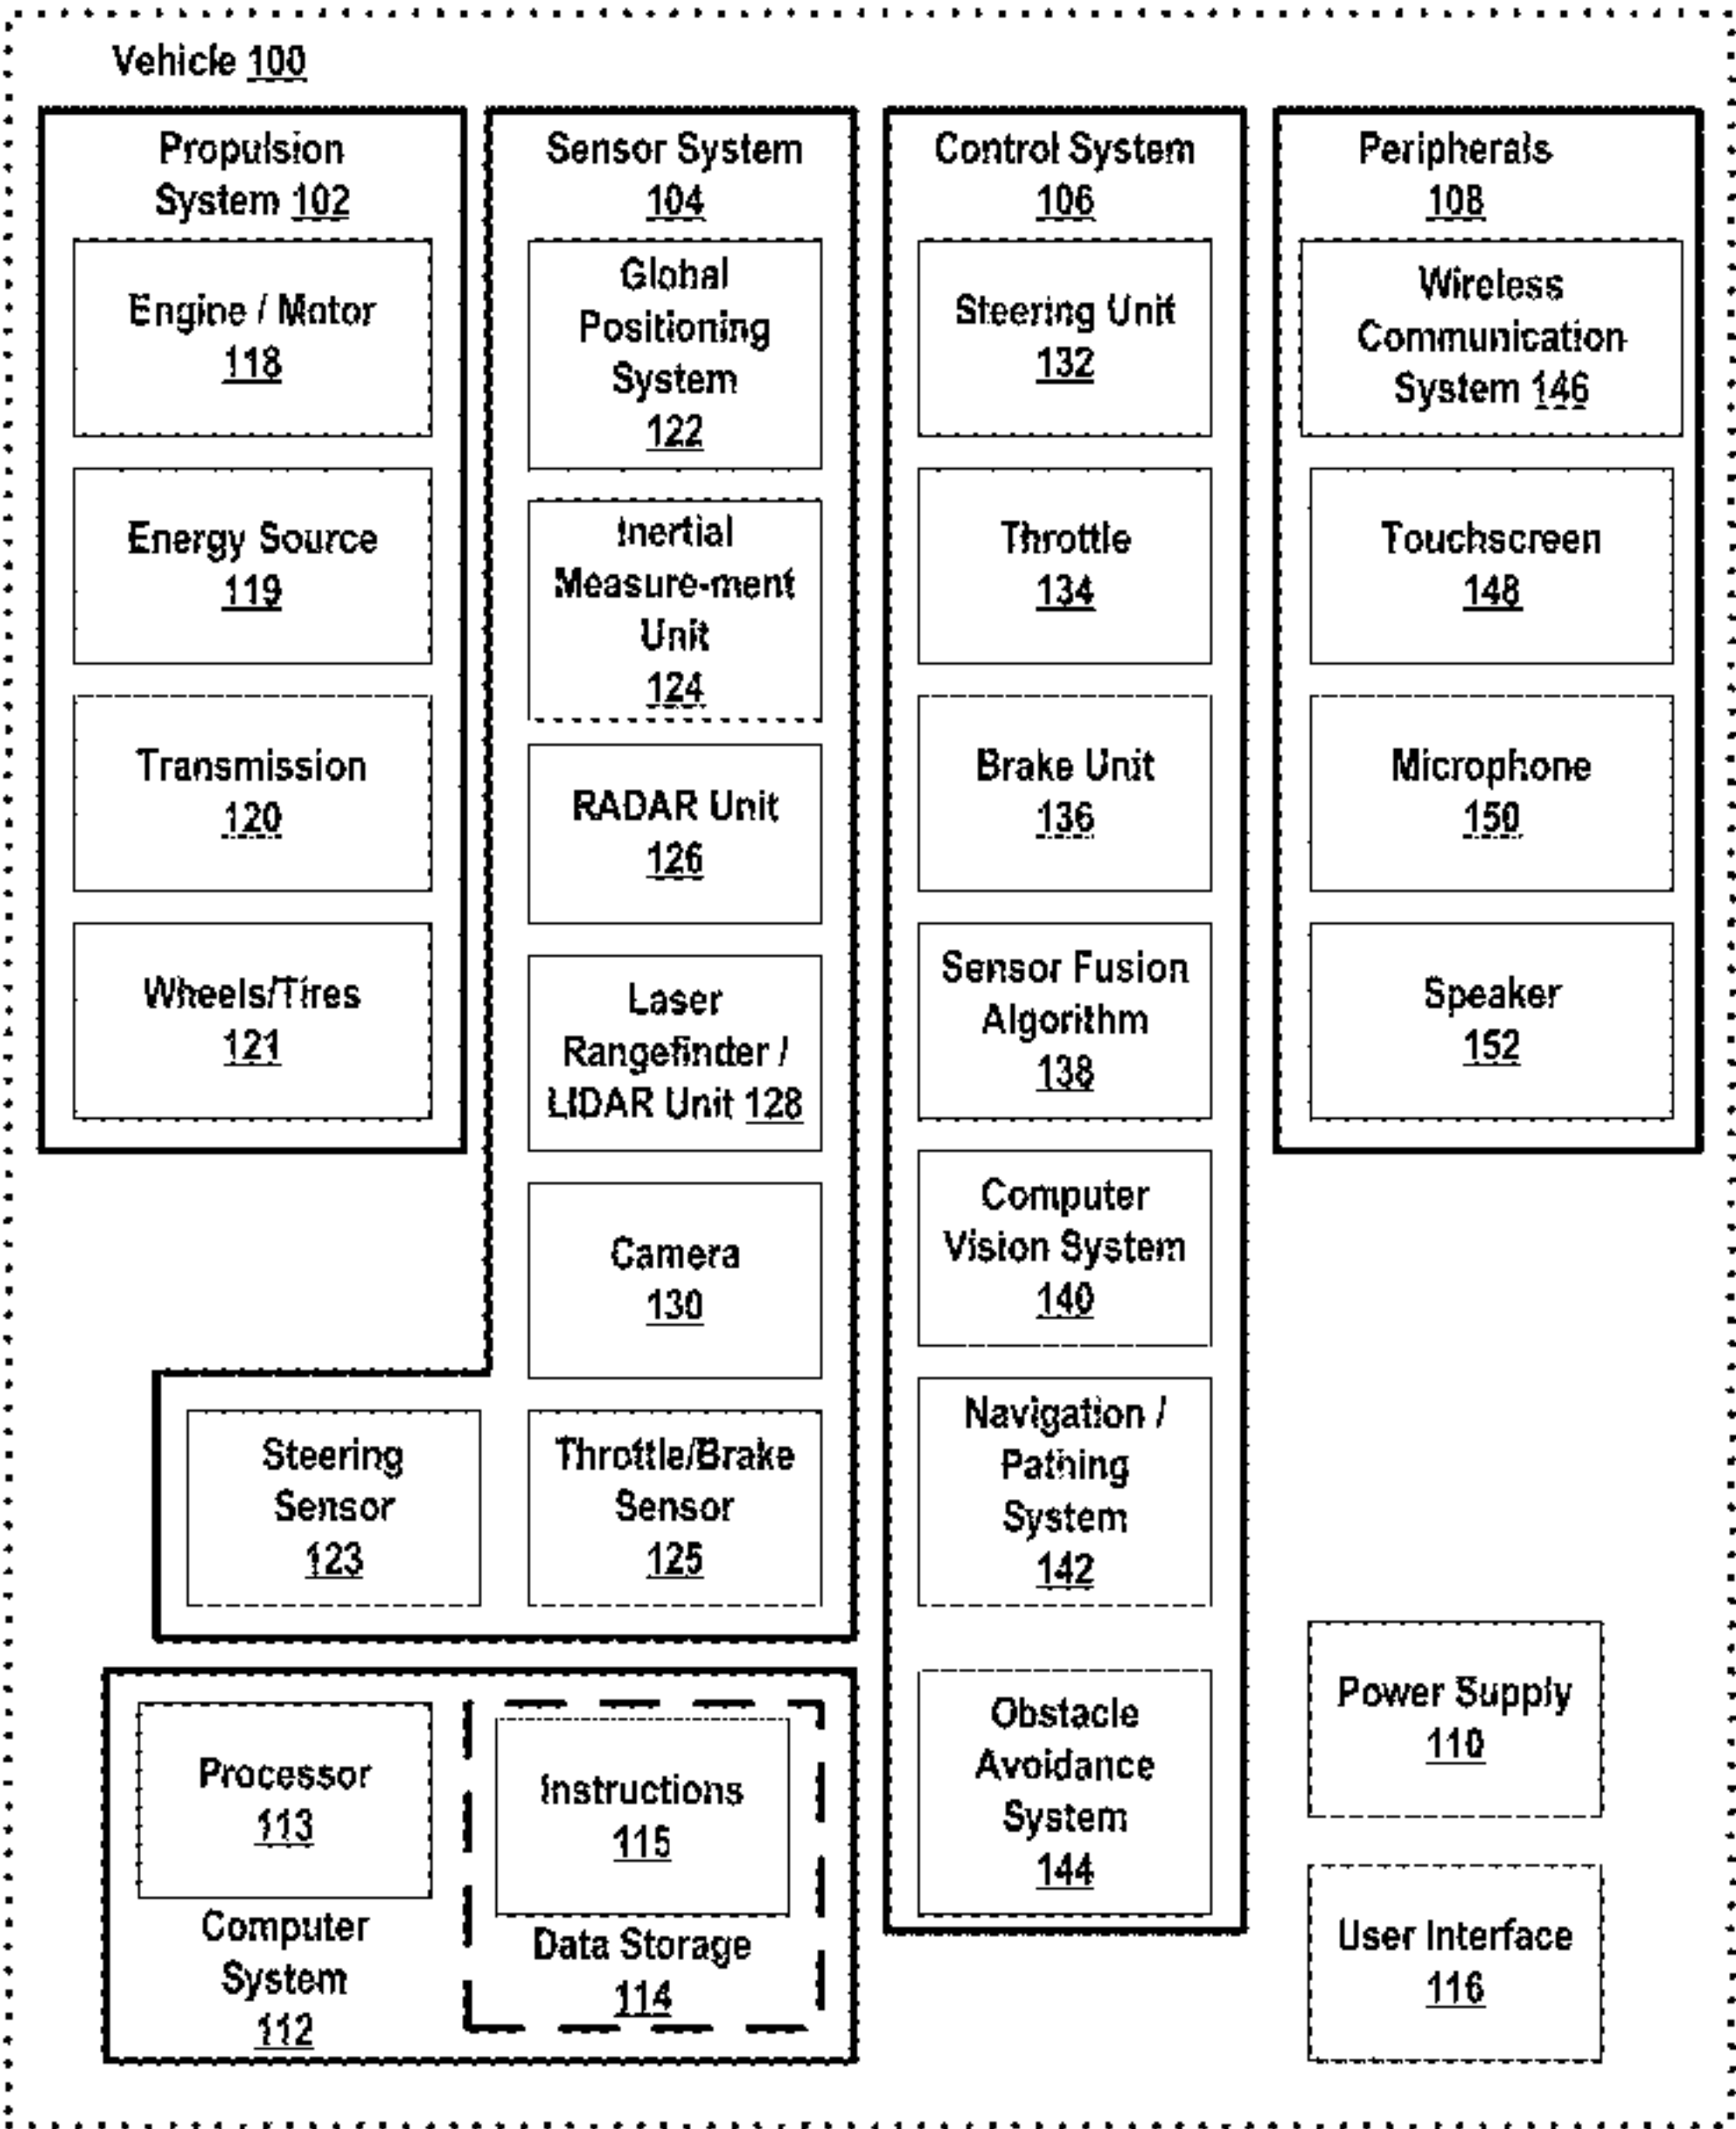 Vehicle 100
Propulsion
System 102
Engine / Motor
118
Energy Source
119
Transmission
120
Wheels/Tires
121
Sensor System
104
Global
Positioning
System
122
Inertial
Measure-ment
Unit
124
RADAR Unit
126
Laser
Rangefinder /
LIDAR Unit 128
Camera
130
Steering
Sensor
123
Throttle/Brake
Sensor
125
Control System
106
Steering Unit
132
Throttle
134
Brake Unit
136
Sensor Fusion
Algorithm
138
Computer
Vision System
140
Navigation /
Pathing
System
142
Obstacle
Avoidance
System
144
Peripherals
108
Wireless
Communication
System 146
Touchscreen
148
Microphone
150
Speaker
152
Processor
113
Computer
System
112
Instructions
115
Data Storage
114
Power Supply
110
User Interface
116